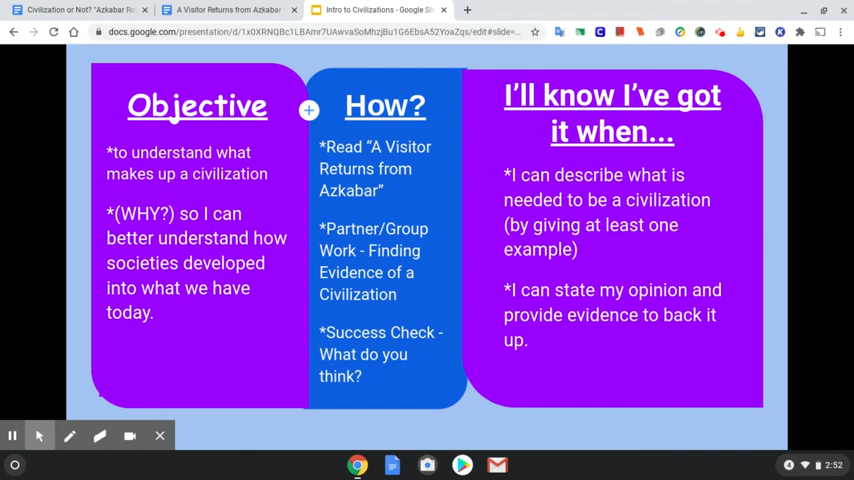 Civilization or Not? "Azkabar Re
A Visitor Returns from Azkabar
Intro to Civilizations - Google Sli
docs.google.com/presentation/d/1x0XRNQBc1LBAmr7UAwvaSoMhzjBu1G6EbsA52YoaZqs/edit#slide=...
Objective
*to understand what
makes up a civilization
*(WHY?) so I can
better understand how
societies developed
into what we have
today.
How?
*Read “A Visitor
Returns from
Azkabar”
*Partner/Group
Work - Finding
Evidence of a
Civilization
*Success Check -
What do you
think?
I’ll know I’ve got
it when...
*I can describe what is
needed to be a civilization
(by giving at least one
example)
*I can state my opinion and
provide evidence to back it
up.
4
2:52